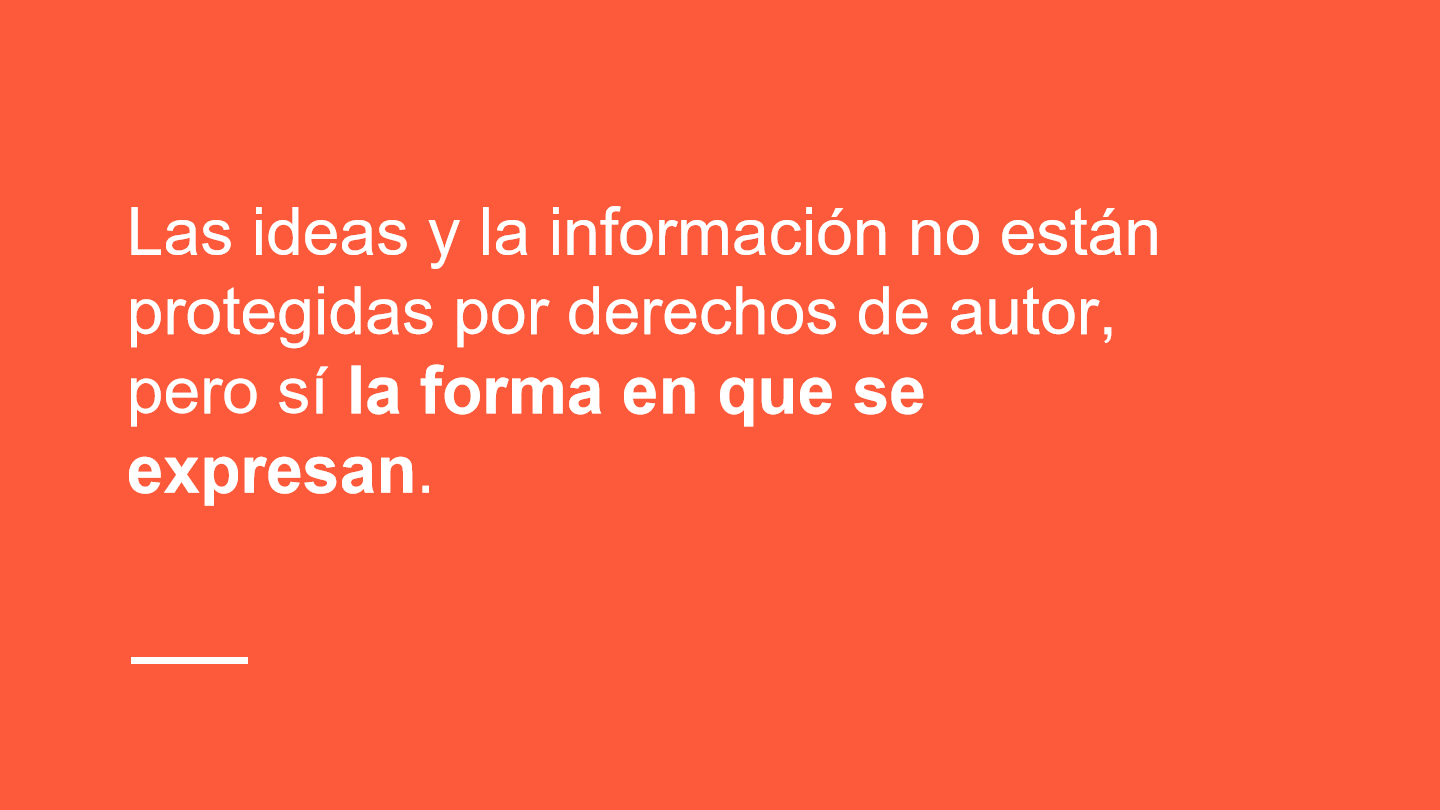 Las ideas y la información no están
protegidas por derechos de autor,
pero sí la forma en que se
expresan.